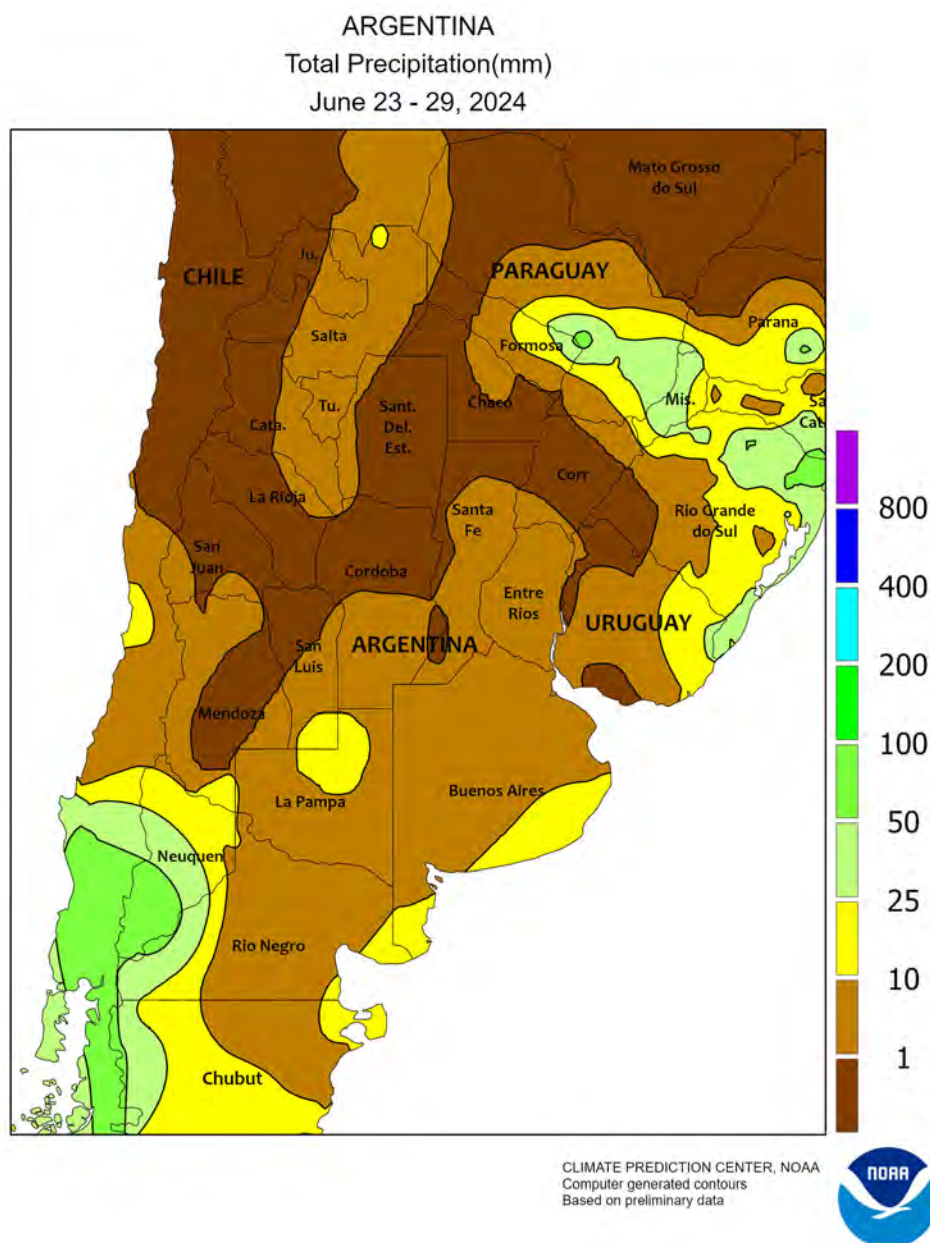 ARGENTINA
Total Precipitation(mm)
June 23 - 29, 2024
Mato Grosso
do Sul
Ju.
CHILE
PARAGUAY
Parana
Salta
Formosa
Tu.
Sant.
Del.
Est.
Chaco
Mis.
Sa
Cata.
Cat
La Rioja
Corr
Santa
Fe
Rio Grande
do Sul
San
Juan
Cordoba
Entre
Rios
URUGUAY
San
Luis
ARGENTINA
Mendoza
La Pampa
Buenos Aires
Neuquen
Rio Negro
Chubut
800
400
200
100
50
25
10
1
CLIMATE PREDICTION CENTER, NOAA
Computer generated contours
Based on preliminary data
NOAA